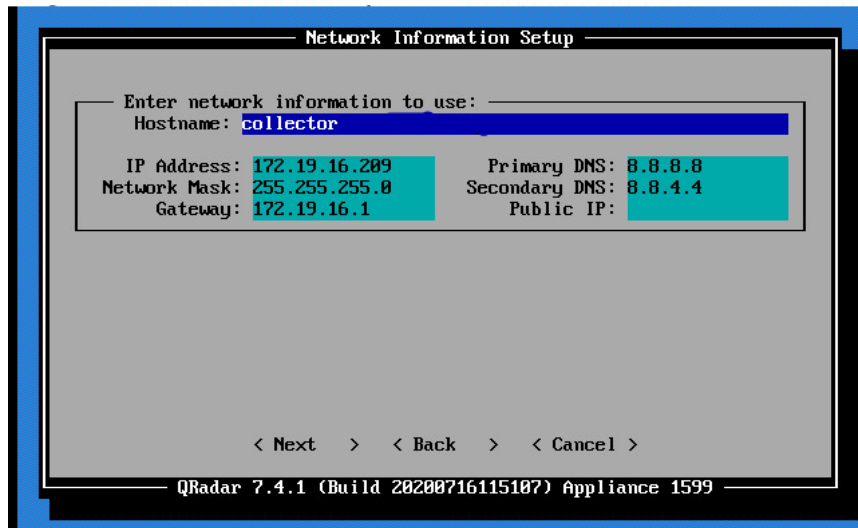 Network Information Setup
Enter network information to use:
Hostname: collector
IP Address: 172.19.16.209 Primary DNS: 8.8.8.8
Network Mask: 255.255.255.0 Secondary DNS: 8.8.4.4
Gateway: 172.19.16.1 Public IP:
< Next > < Back > < Cancel >
QRadar 7.4.1 (Build 20200716115107) Appliance 1599